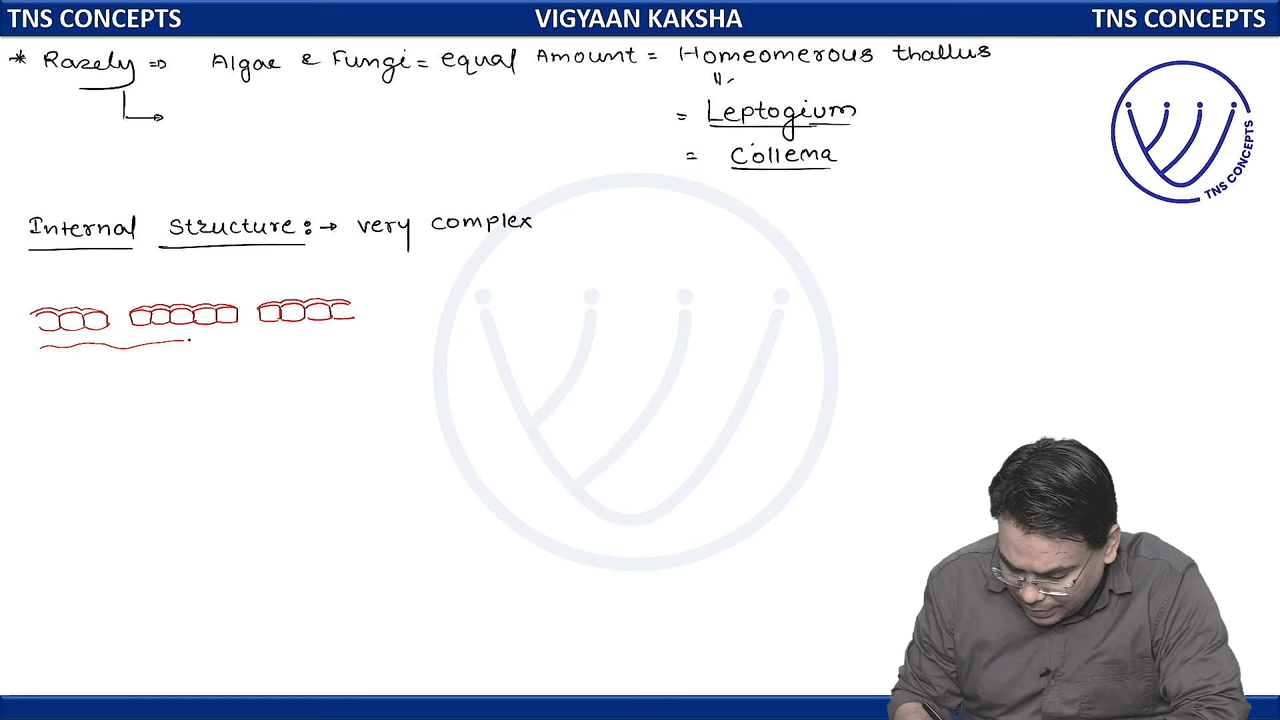 TNS CONCEPTS VIGYAAN KAKSHA TNS CONCEPTS
* Rarely ⇒ Algae & Fungi = equal Amount = Homeomerous thallus
= Leptogium
= Collema
TNS CONCEPTS
Internal Structure :→ very complex